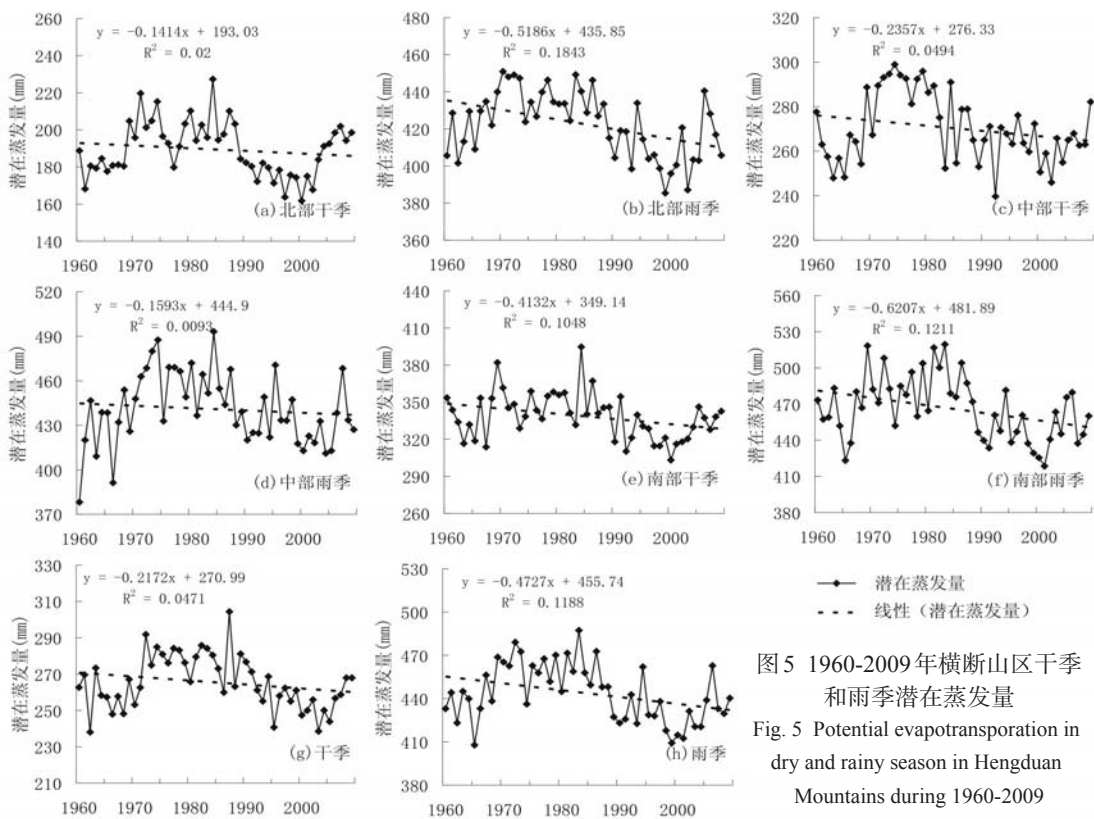 y = -0.1414x + 193.03
R² = 0.02
潜在蒸发量(mm)
260
240
220
200
180
160
140
1960 1970 1980 1990 2000
(a)北部干季
y = -0.5186x + 435.85
R² = 0.1843
潜在蒸发量(mm)
480
460
440
420
400
380
360
1960 1970 1980 1990 2000
(b)北部雨季
y = -0.2357x + 276.33
R² = 0.0494
潜在蒸发量(mm)
320
300
280
260
240
220
1960 1970 1980 1990 2000
(c)中部干季
y = -0.1593x + 444.9
R² = 0.0093
潜在蒸发量(mm)
520
490
460
430
400
370
1960 1970 1980 1990 2000
(d)中部雨季
y = -0.4132x + 349.14
R² = 0.1048
潜在蒸发量(mm)
440
410
380
350
320
290
260
1960 1970 1980 1990 2000
(e)南部干季
y = -0.6207x + 481.89
R² = 0.1211
潜在蒸发量(mm)
560
530
500
470
440
410
380
1960 1970 1980 1990 2000
(f)南部雨季
y = -0.2172x + 270.99
R² = 0.0471
潜在蒸发量(mm)
330
310
290
270
250
230
210
1960 1970 1980 1990 2000
(g)干季
y = -0.4727x + 455.74
R² = 0.1188
潜在蒸发量(mm)
530
500
470
440
410
380
1960 1970 1980 1990 2000
(h)雨季
潜在蒸发量
线性（潜在蒸发量）
图5 1960-2009年横断山区干季
和雨季潜在蒸发量
Fig. 5 Potential evapotransporation in
dry and rainy season in Hengduan
Mountains during 1960-2009